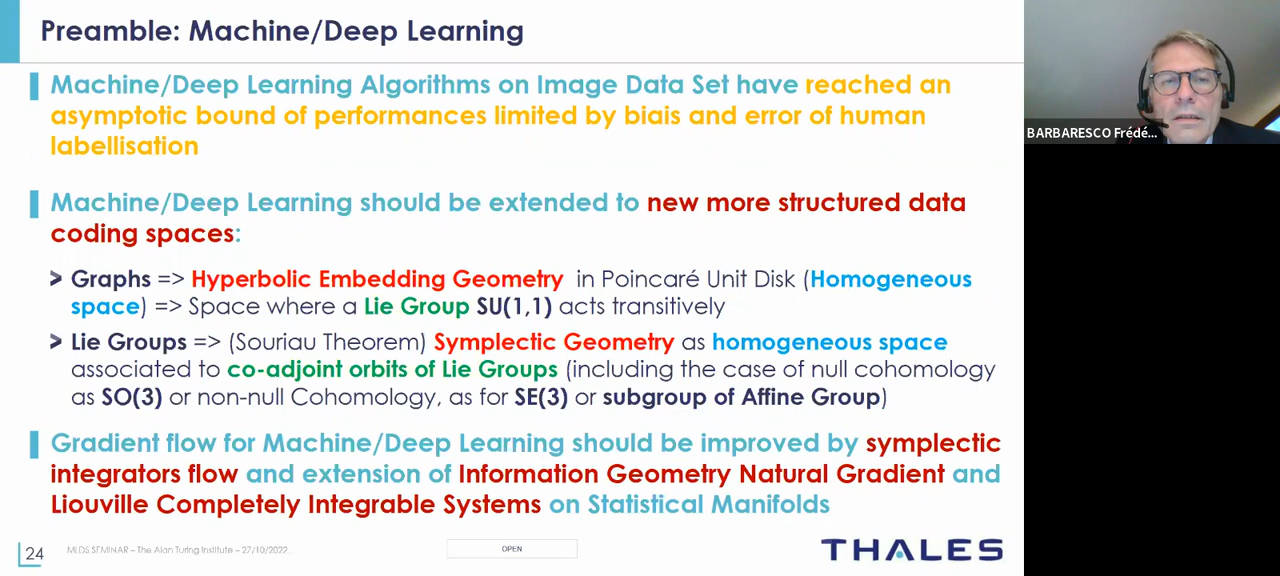 Preamble: Machine/Deep Learning
Machine/Deep Learning Algorithms on Image Data Set have reached an
asymptotic bound of performances limited by biais and error of human
labellisation
Machine/Deep Learning should be extended to new more structured data
coding spaces:
Graphs => Hyperbolic Embedding Geometry in Poincaré Unit Disk (Homogeneous
space) => Space where a Lie Group SU(1,1) acts transitively
Lie Groups => (Souriau Theorem) Symplectic Geometry as homogeneous space
associated to co-adjoint orbits of Lie Groups (including the case of null cohomology
as SO(3) or non-null Cohomology, as for SE(3) or subgroup of Affine Group)
Gradient flow for Machine/Deep Learning should be improved by symplectic
integrators flow and extension of Information Geometry Natural Gradient and
Liouville Completely Integrable Systems on Statistical Manifolds
24
MLDS SEMINAR – The Alan Turing Institute – 27/10/2022
OPEN
THALES
BARBARESCO Frédé...